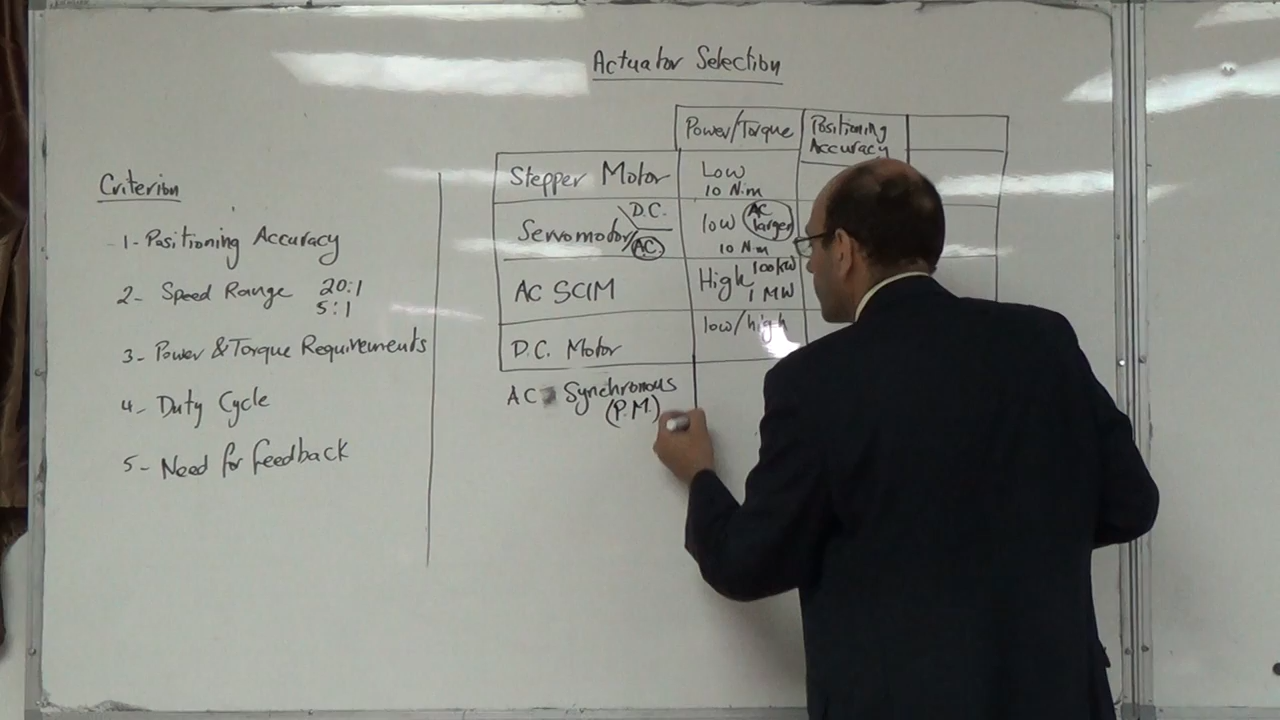 Actuator Selection
Criterion
1- Positioning Accuracy
2- Speed Range 20:1
5:1
3- Power & Torque Requirements
4- Duty Cycle
5- Need for feedback
Power/Torque
Positioning
Accuracy
Stepper Motor
Low
10 N.m
Servomotor
D.C.
AC
low
AC
larger
10 N.m
AC SCIM
High 100kW
1 MW
D.C. Motor
low/high
AC Synchronous
(P.M.)